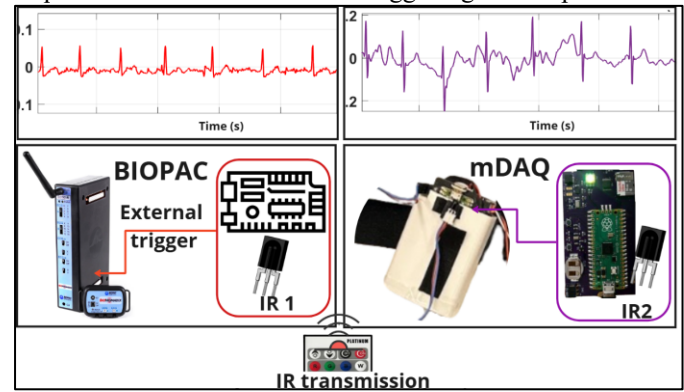 0.1
0
0.1
Time (s)
.2
0
.2
Time (s)
BIOPAC
External
trigger
IR 1
mDAQ
IR2
PLATINUM
W
IR transmission